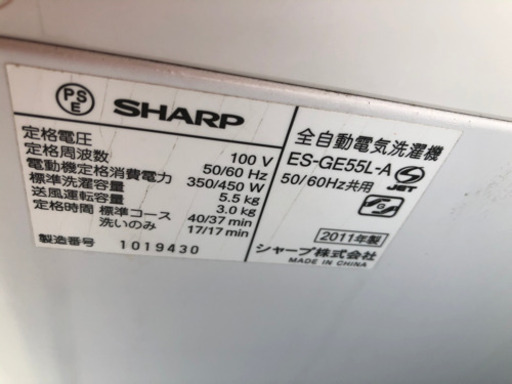 PS
E
SHARP
定格電圧 100 V
定格周波数 50/60 Hz
電動機定格消費電力 350/450 W
標準洗濯容量 5.5 kg
送風運転容量 3.0 kg
定格時間 標準コース 40/37 min
洗いのみ 17/17 min
製造番号 1019430
全自動電気洗濯機
ES-GE55L-A
50/60Hz共用
JET
2011年製
シャープ株式会社
MADE IN CHINA